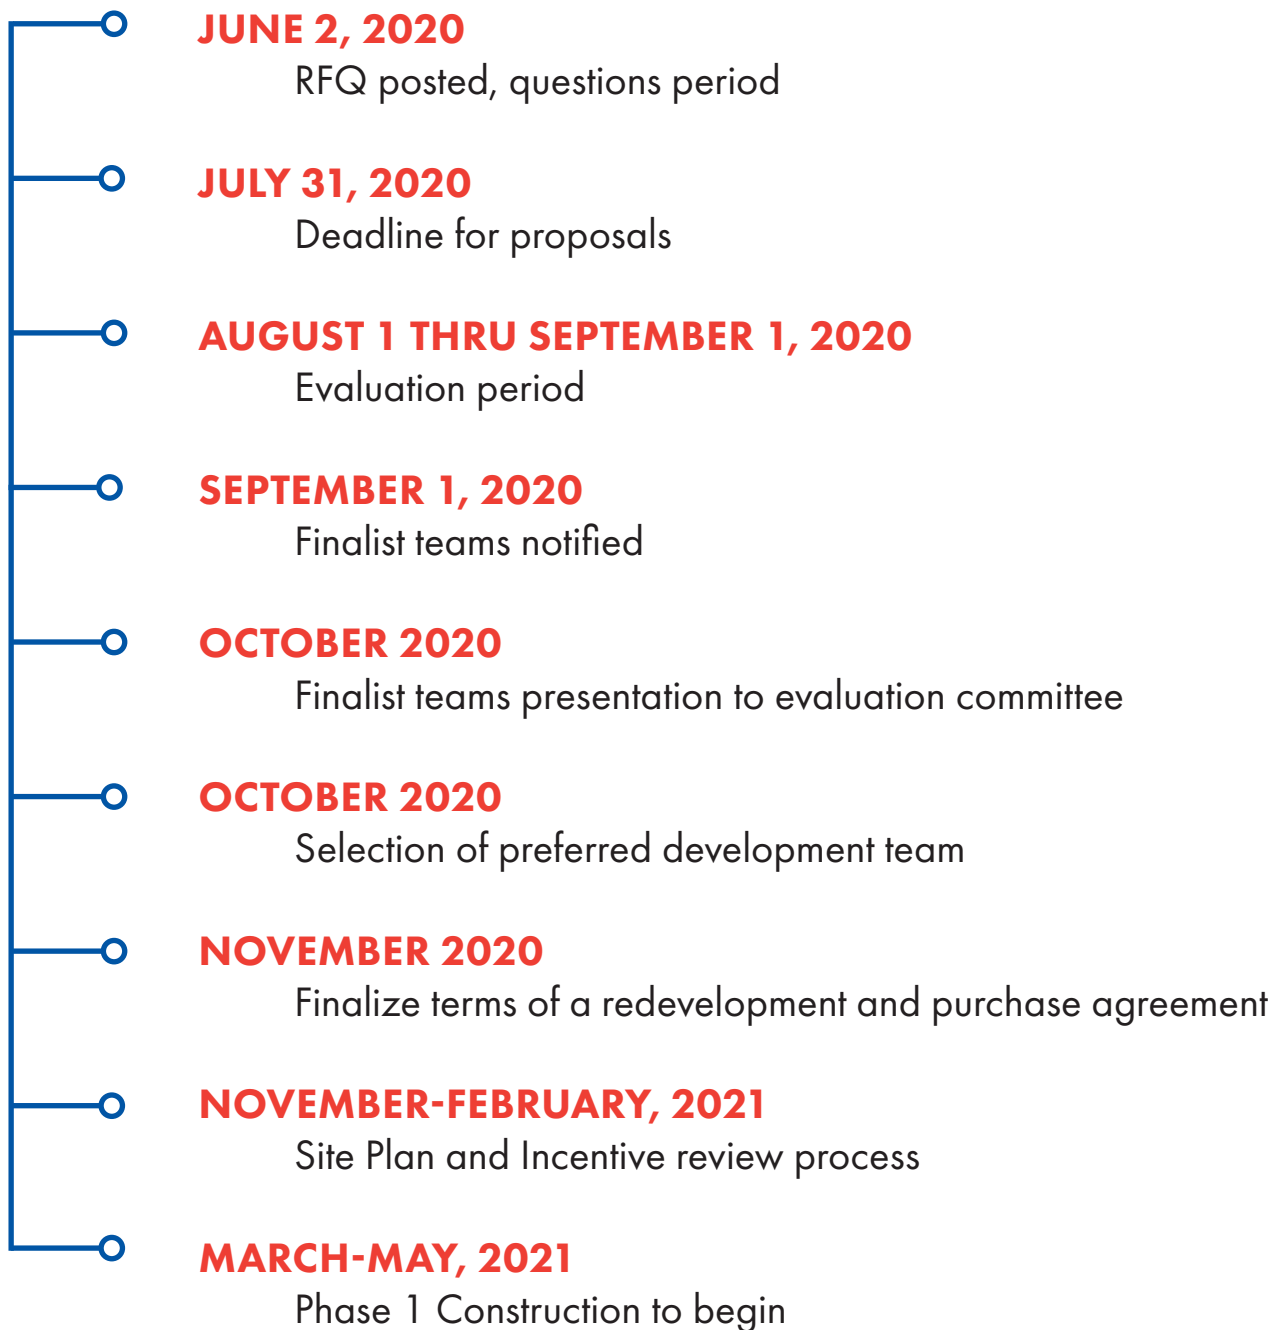 JUNE 2, 2020
RFQ posted, questions period
JULY 31, 2020
Deadline for proposals
AUGUST 1 THRU SEPTEMBER 1, 2020
Evaluation period
SEPTEMBER 1, 2020
Finalist teams notified
OCTOBER 2020
Finalist teams presentation to evaluation committee
OCTOBER 2020
Selection of preferred development team
NOVEMBER 2020
Finalize terms of a redevelopment and purchase agreement
NOVEMBER-FEBRUARY, 2021
Site Plan and Incentive review process
MARCH-MAY, 2021
Phase 1 Construction to begin